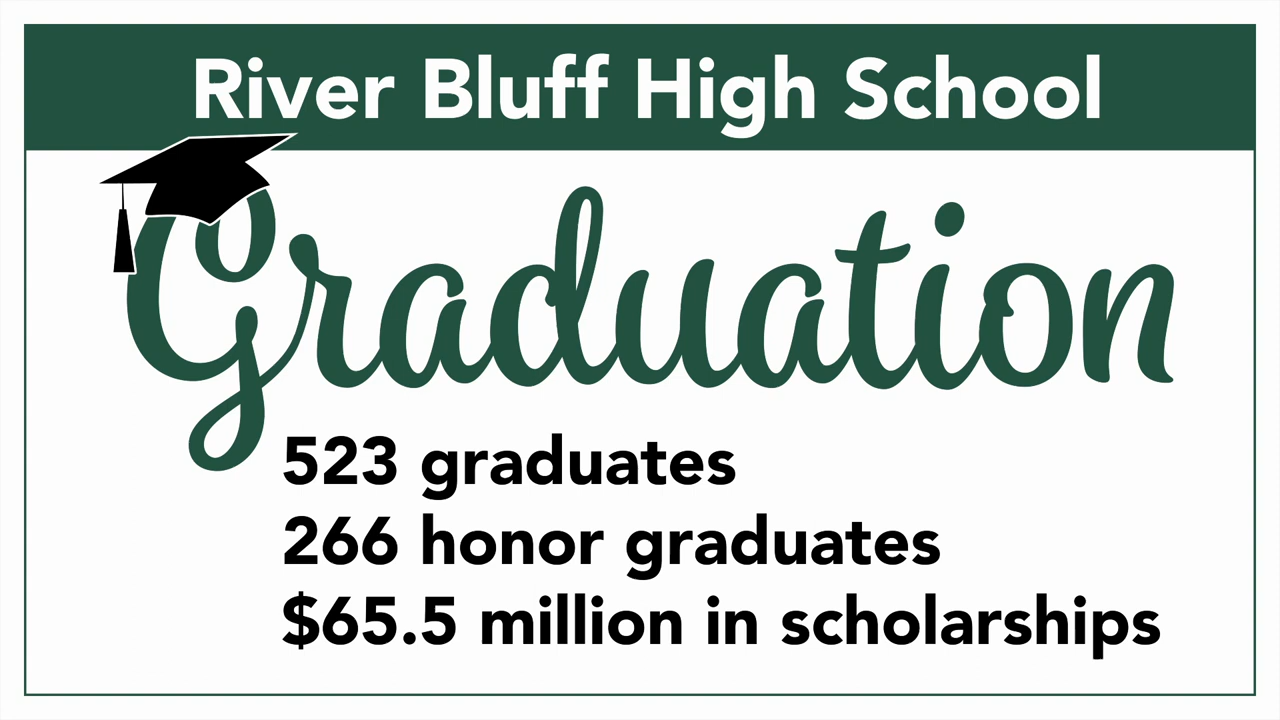 River Bluff High School
Graduation
523 graduates
266 honor graduates
$65.5 million in scholarships